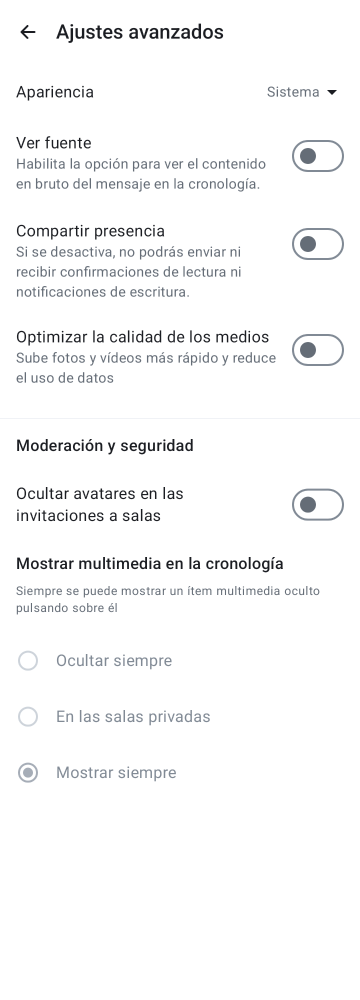 Ajustes avanzados
Apariencia
Sistema
Ver fuente
Habilita la opción para ver el contenido
en bruto del mensaje en la cronología.
Compartir presencia
Si se desactiva, no podrás enviar ni
recibir confirmaciones de lectura ni
notificaciones de escritura.
Optimizar la calidad de los medios
Sube fotos y vídeos más rápido y reduce
el uso de datos
Moderación y seguridad
Ocultar avatares en las
invitaciones a salas
Mostrar multimedia en la cronología
Siempre se puede mostrar un ítem multimedia oculto
pulsando sobre él
Ocultar siempre
En las salas privadas
Mostrar siempre